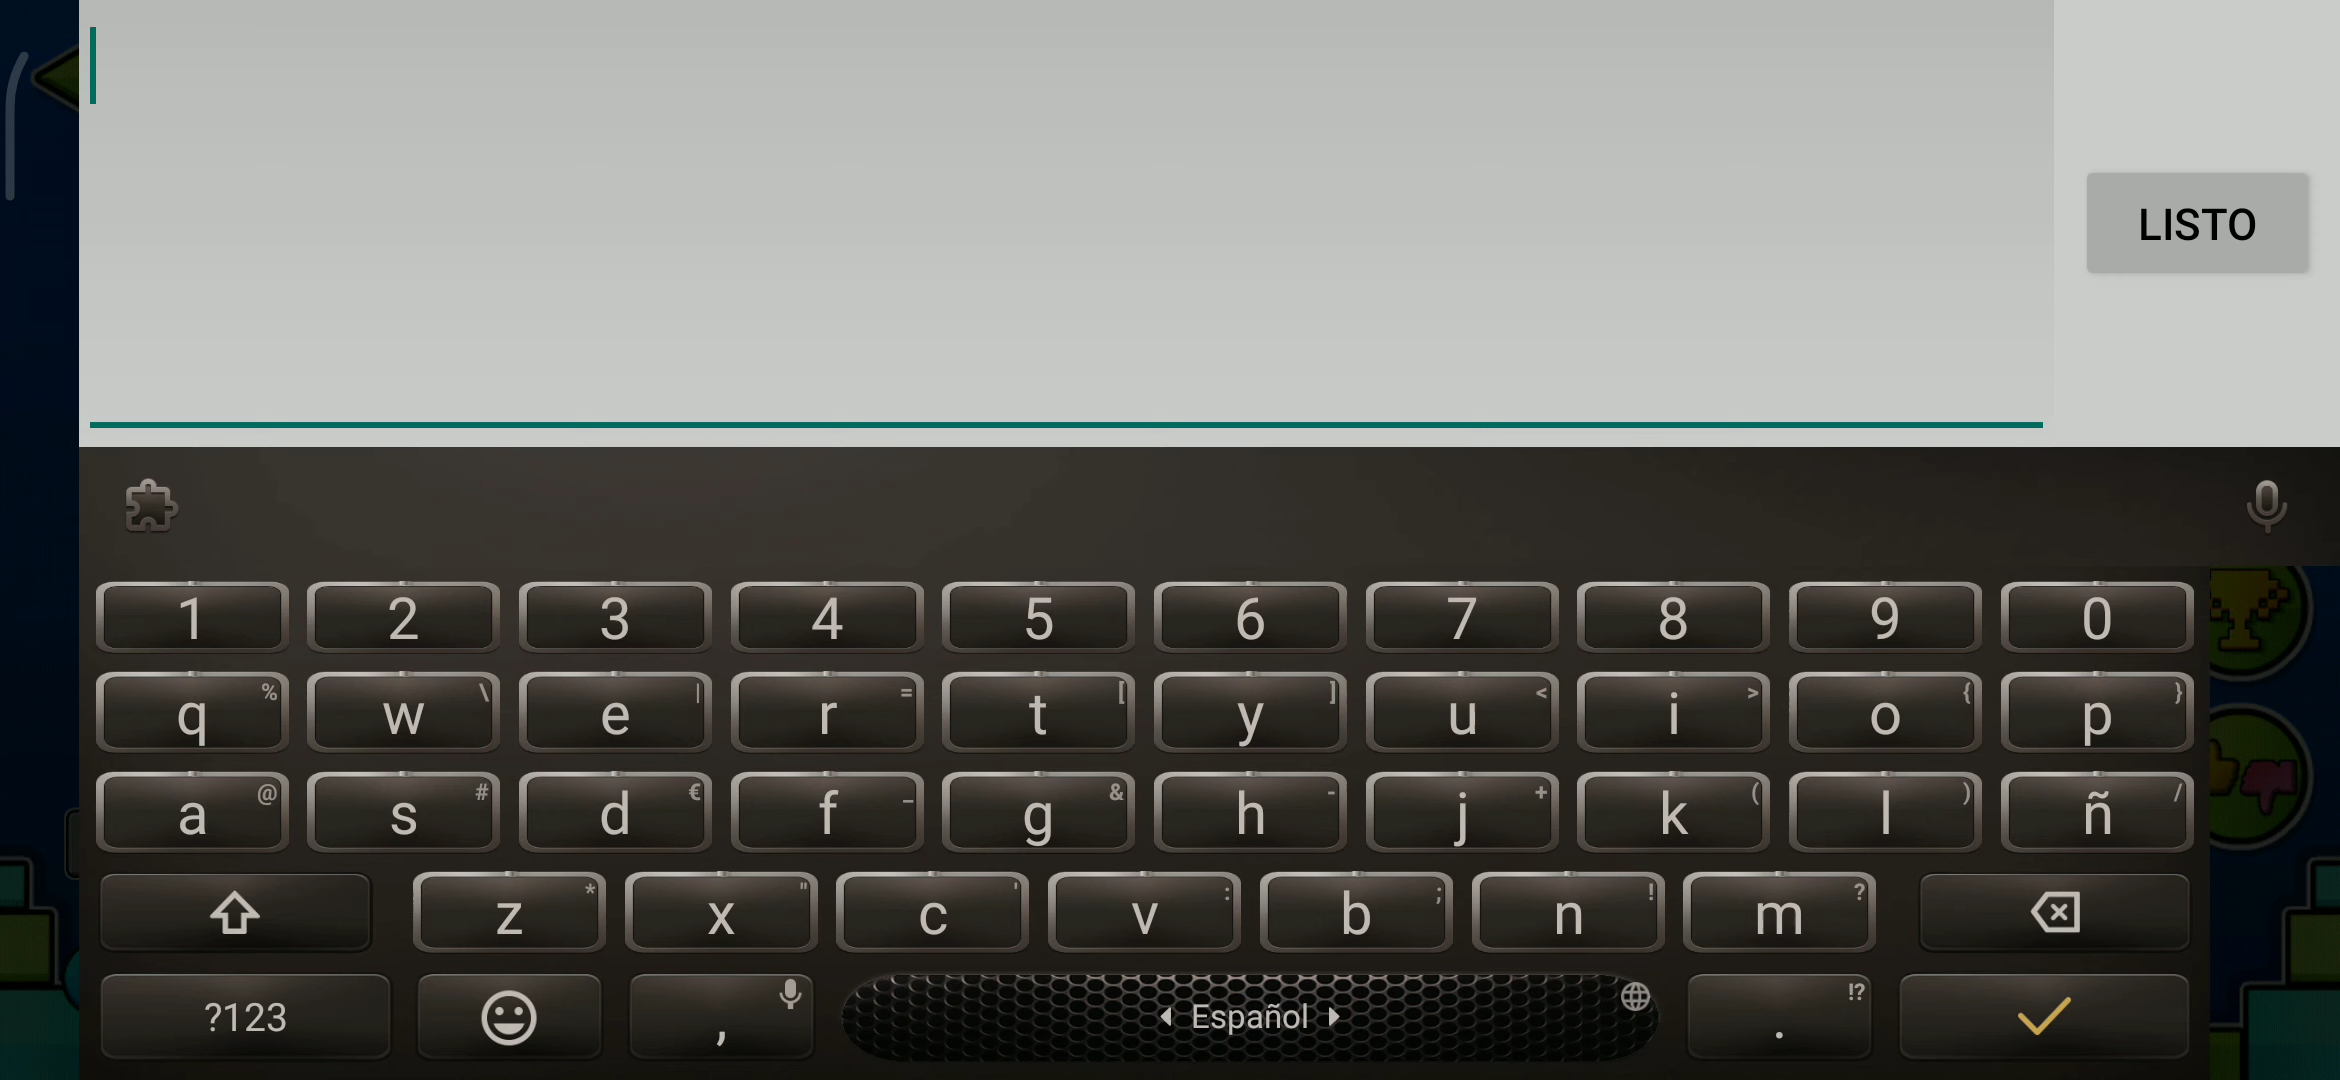 LISTO
1 2 3 4 5 6 7 8 9 0
q % w \ e | r = t [ y ] u < i > o { p }
a @ s # d € f _ g & h - j + k ( l ) ñ /
z * x " c ' v : b ; n ! m ?
?123 , Español . !?